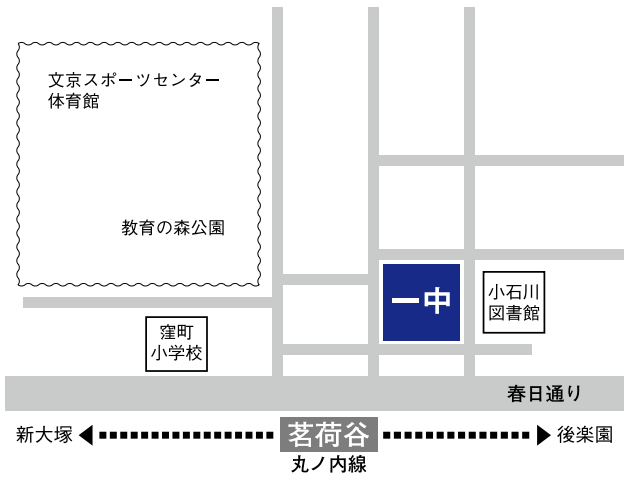 文京スポーツセンター
体育館
教育の森公園
一中
小石川
図書館
窪町
小学校
春日通り
新大塚
茗荷谷
後楽園
丸ノ内線